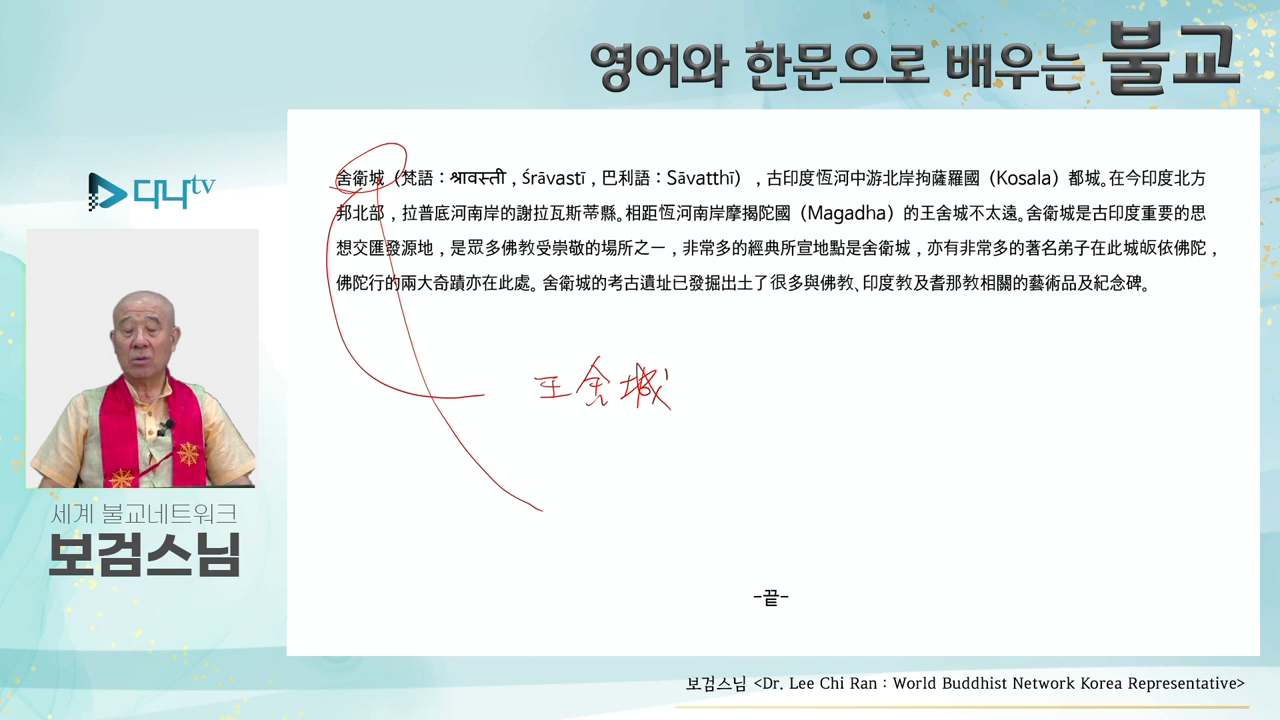 영어와 한문으로 배우는 불교
디나tv
舍衛城（梵語：श्रावस्ती , Śrāvastī , 巴利語：Sāvatthī）, 古印度恆河中游北岸拘薩羅國（Kosala）都城。在今印度北方
邦北部 , 拉普底河南岸的謝拉瓦斯蒂縣。相距恆河南岸摩揭陀國（Magadha）的王舍城不太遠。舍衛城是古印度重要的思
想交匯發源地 , 是眾多佛教受崇敬的場所之一 , 非常多的經典所宣地點是舍衛城 , 亦有非常多的著名弟子在此城皈依佛陀 ,
佛陀行的兩大奇蹟亦在此處。舍衛城的考古遺址已發掘出土了很多與佛教、印度教及耆那教相關的藝術品及紀念碑。
王舍城
-끝-
세계 불교네트워크
보검스님
보검스님 <Dr. Lee Chi Ran : World Buddhist Network Korea Representative>